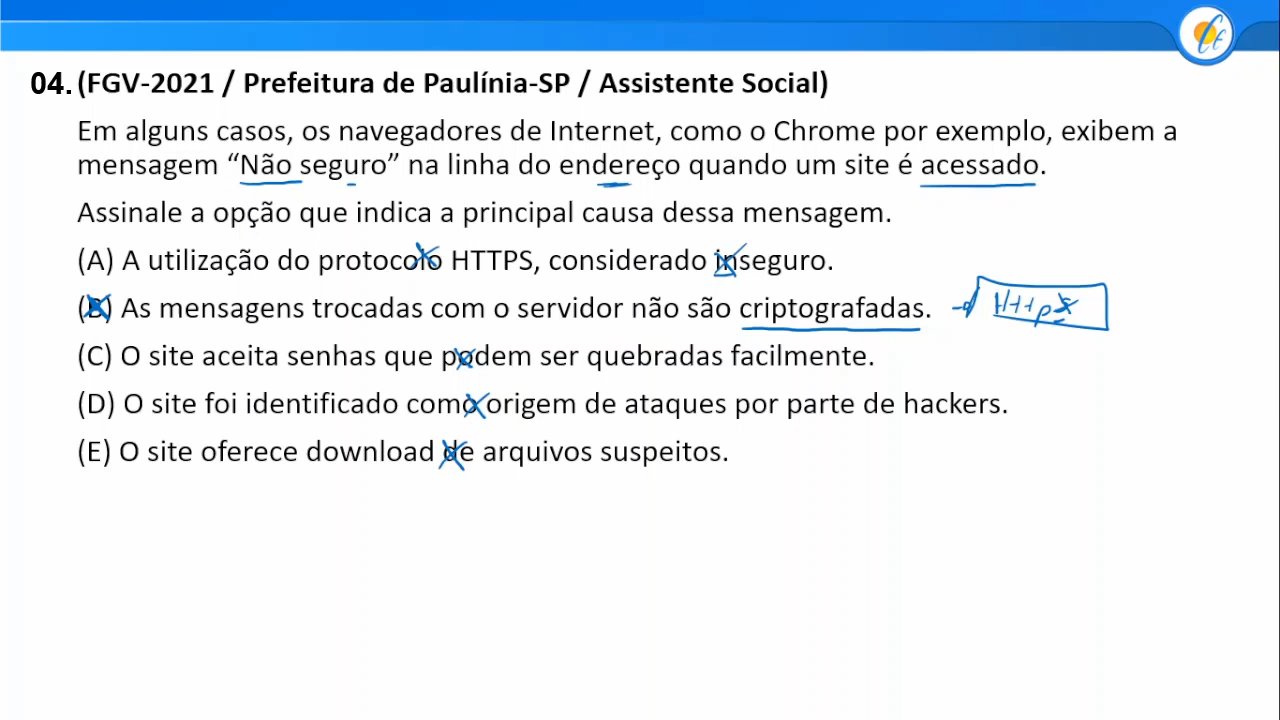 04. (FGV-2021 / Prefeitura de Paulínia-SP / Assistente Social)
Em alguns casos, os navegadores de Internet, como o Chrome por exemplo, exibem a
mensagem “Não seguro” na linha do endereço quando um site é acessado.
Assinale a opção que indica a principal causa dessa mensagem.
(A) A utilização do protocolo HTTPS, considerado inseguro.
(B) As mensagens trocadas com o servidor não são criptografadas. Https
(C) O site aceita senhas que podem ser quebradas facilmente.
(D) O site foi identificado como origem de ataques por parte de hackers.
(E) O site oferece download de arquivos suspeitos.